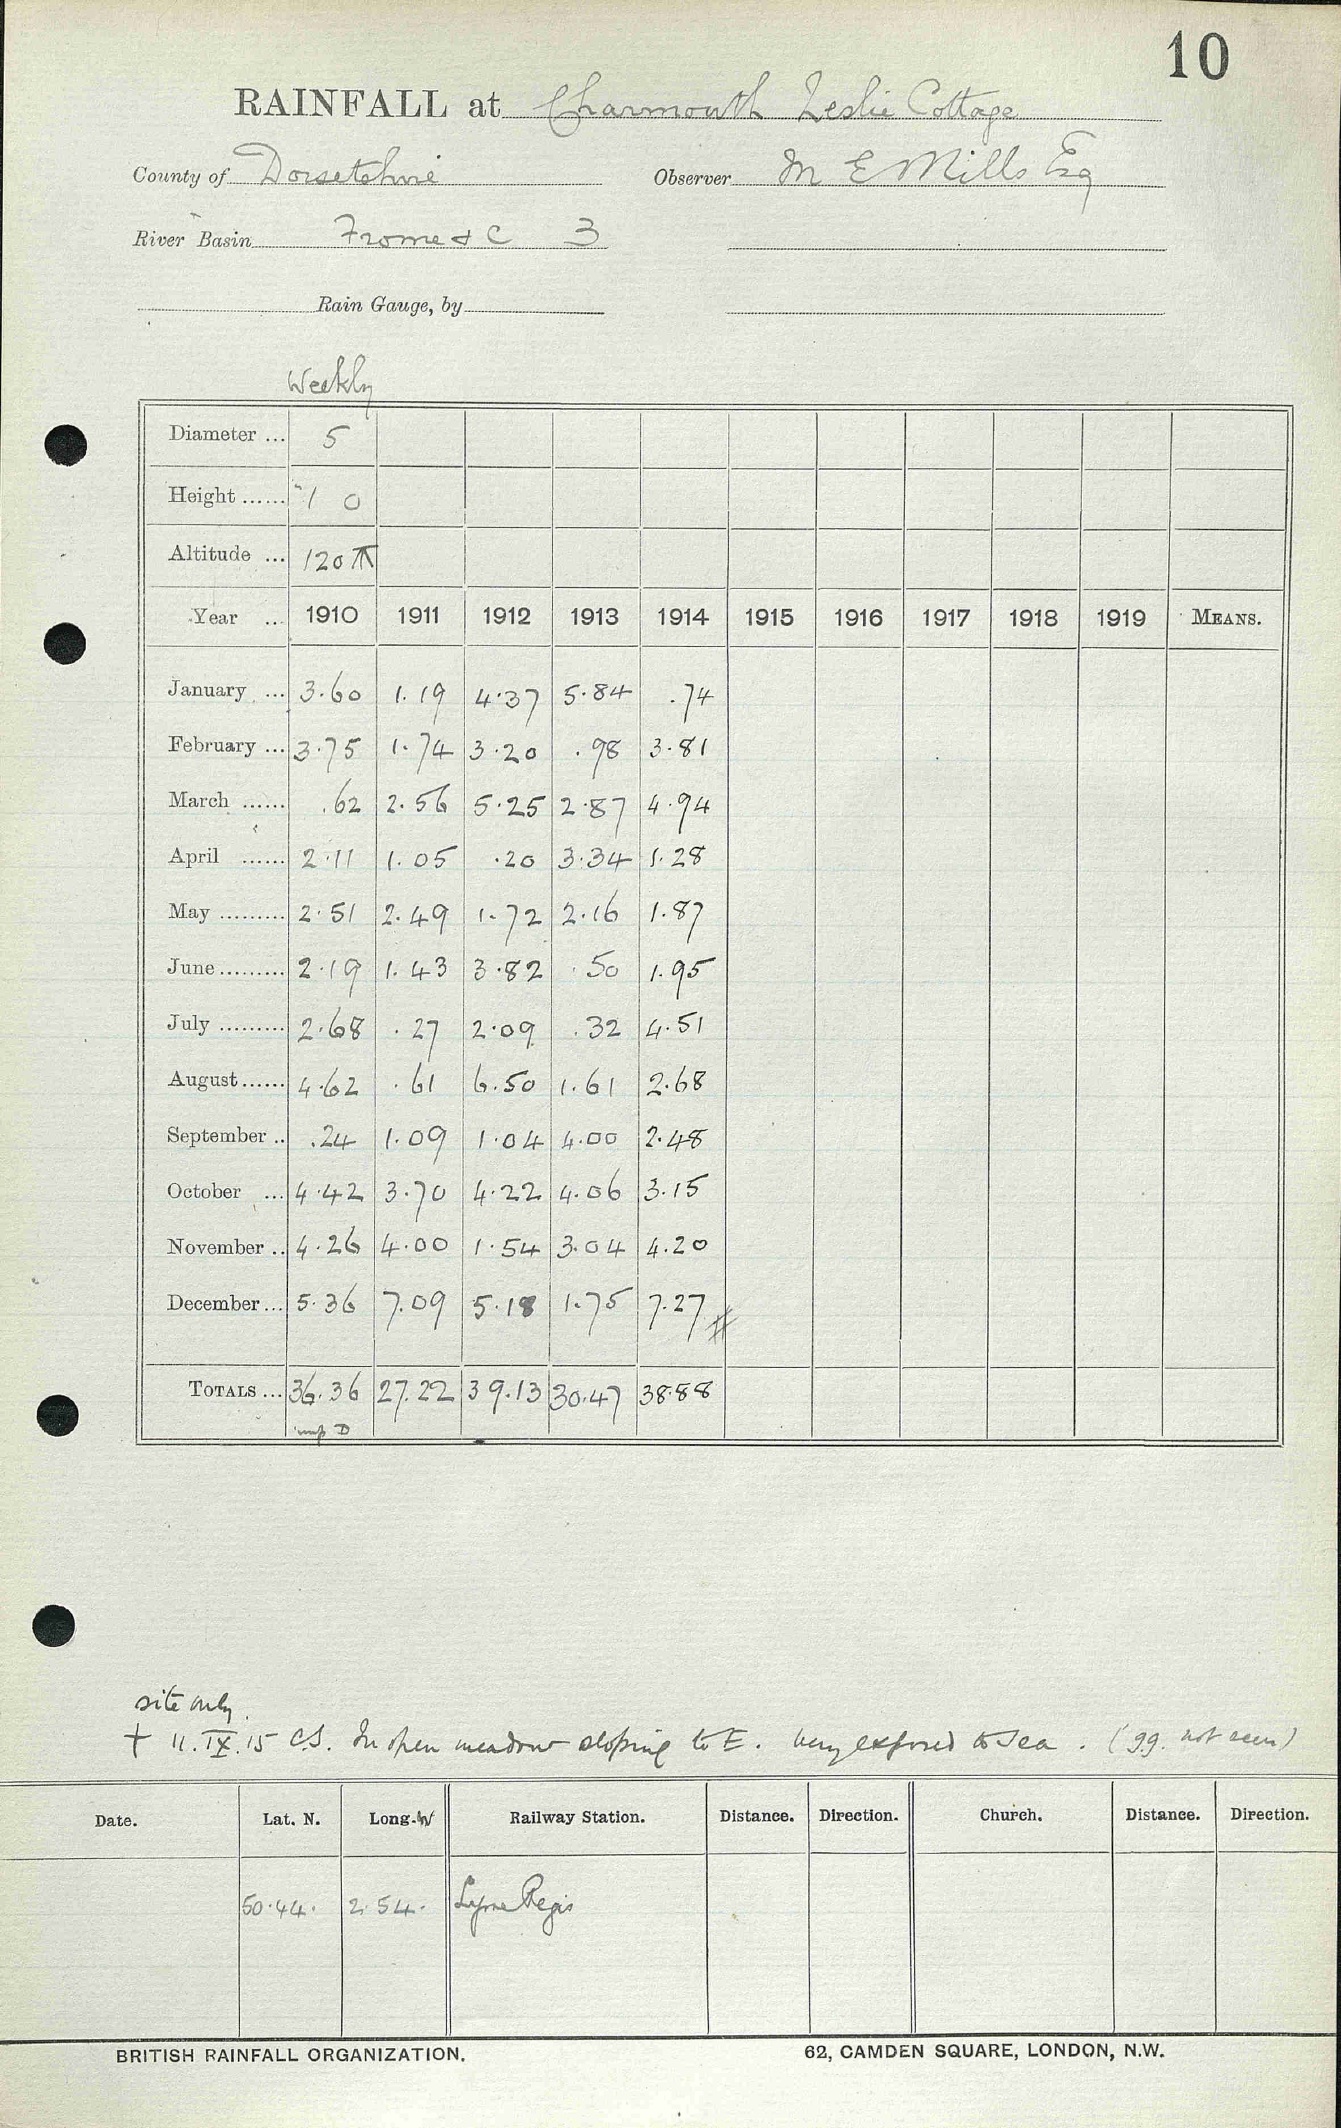 10
RAINFALL at Charmouth Leslie Cottage
County of Dorsetshire Observer M E Mills Esq
River Basin Frome & C 3
Rain Gauge, by
Weekly
Diameter ... 5
Height ...... 1 0
Altitude ... 120
Year ... 1910 1911 1912 1913 1914 1915 1916 1917 1918 1919 MEANS.
January ... 3.60 1.19 4.37 5.84 .74
February ... 3.75 1.74 3.20 .98 3.81
March ...... .62 2.56 5.25 2.87 4.94
April ...... 2.11 1.05 .20 3.34 1.28
May ......... 2.51 2.49 1.72 2.16 1.87
June ......... 2.19 1.43 3.82 .50 1.95
July ......... 2.68 .27 2.09 .32 4.51
August ...... 4.62 .61 6.50 1.61 2.68
September .. .24 1.09 1.04 4.00 2.48
October ... 4.42 3.70 4.22 4.06 3.15
November .. 4.26 4.00 1.54 3.04 4.20
December ... 5.36 7.09 5.18 1.75 7.27 #
TOTALS ... 36.36 27.22 39.13 30.47 38.88
D
site only.
† 11.IX.15 CS. In open meadow sloping to E. Very exposed to sea. (gg. not seen)
Date. Lat. N. Long. W Railway Station. Distance. Direction. Church. Distance. Direction.
50.44. 2.54. Lyme Regis
BRITISH RAINFALL ORGANIZATION. 62, CAMDEN SQUARE, LONDON, N.W.